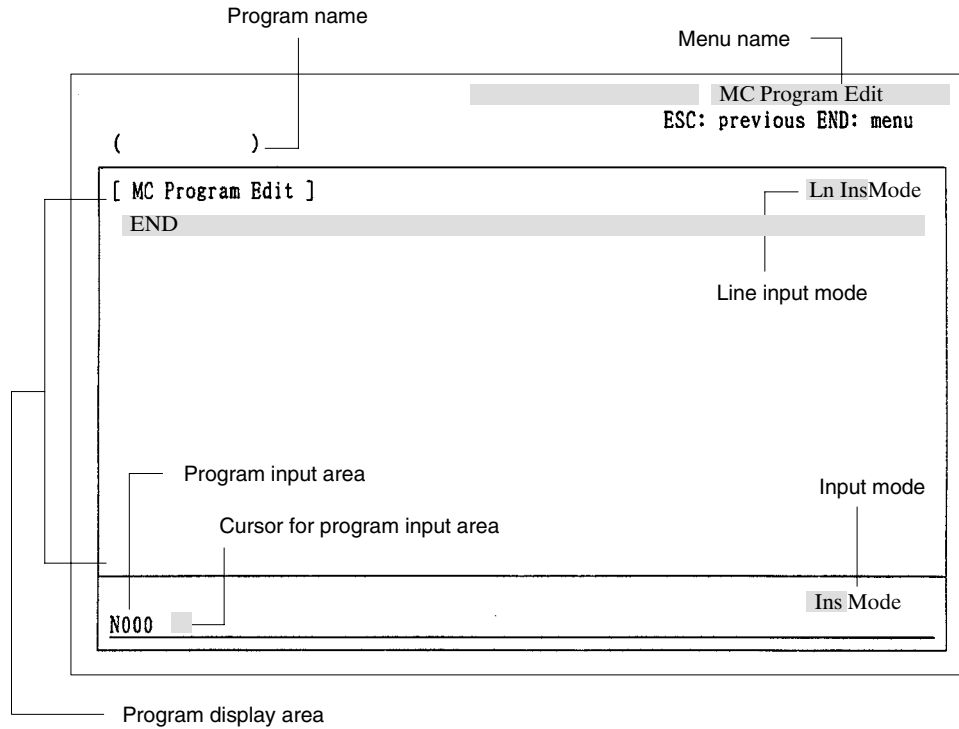 Program name
Menu name
MC Program Edit
ESC: previous END: menu
( )
[ MC Program Edit ]
Ln InsMode
END
Line input mode
Program input area
Input mode
Cursor for program input area
Ins Mode
N000
Program display area